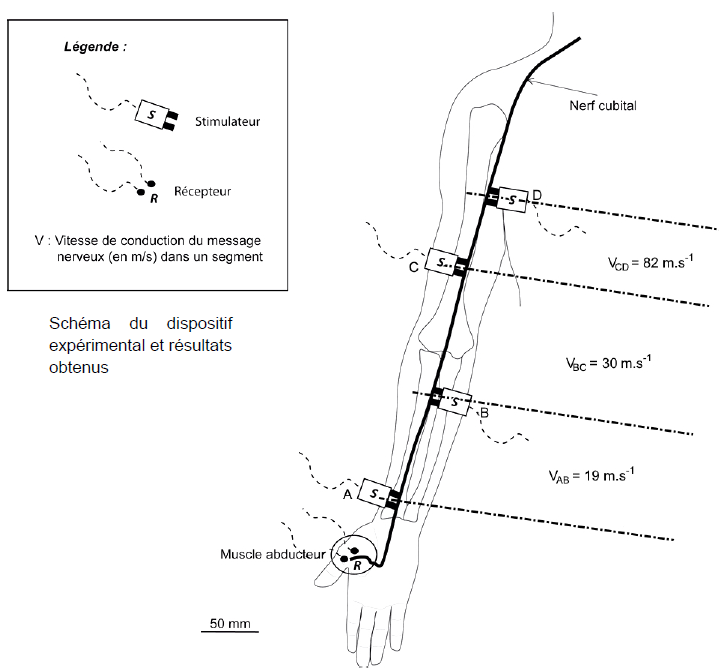 Légende :
S
Stimulateur
R
Récepteur
V : Vitesse de conduction du message
nerveux (en m/s) dans un segment
Schéma du dispositif
expérimental et résultats
obtenus
Nerf cubital
S
D
C
S
V_CD = 82 m.s⁻¹
V_BC = 30 m.s⁻¹
S
B
V_AB = 19 m.s⁻¹
A
S
Muscle abducteur
R
50 mm